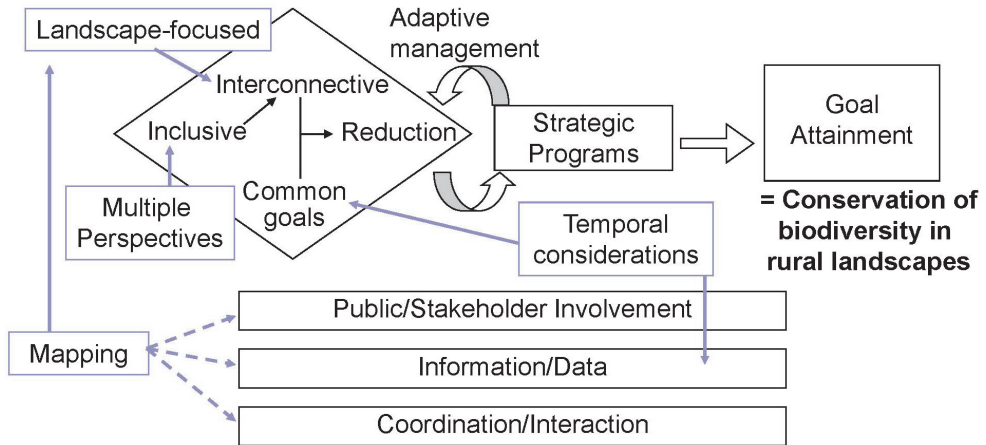 Landscape-focused
Adaptive
management
Interconnective
Inclusive
Reduction
Common
goals
Multiple
Perspectives
Strategic
Programs
Goal
Attainment
= Conservation of
biodiversity in
rural landscapes
Temporal
considerations
Public/Stakeholder Involvement
Mapping
Information/Data
Coordination/Interaction